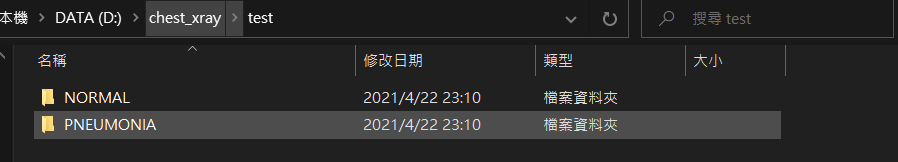 本機 > DATA (D:) > chest_xray > test
搜尋 test
名稱 修改日期 類型 大小
NORMAL 2021/4/22 23:10 檔案資料夾
PNEUMONIA 2021/4/22 23:10 檔案資料夾